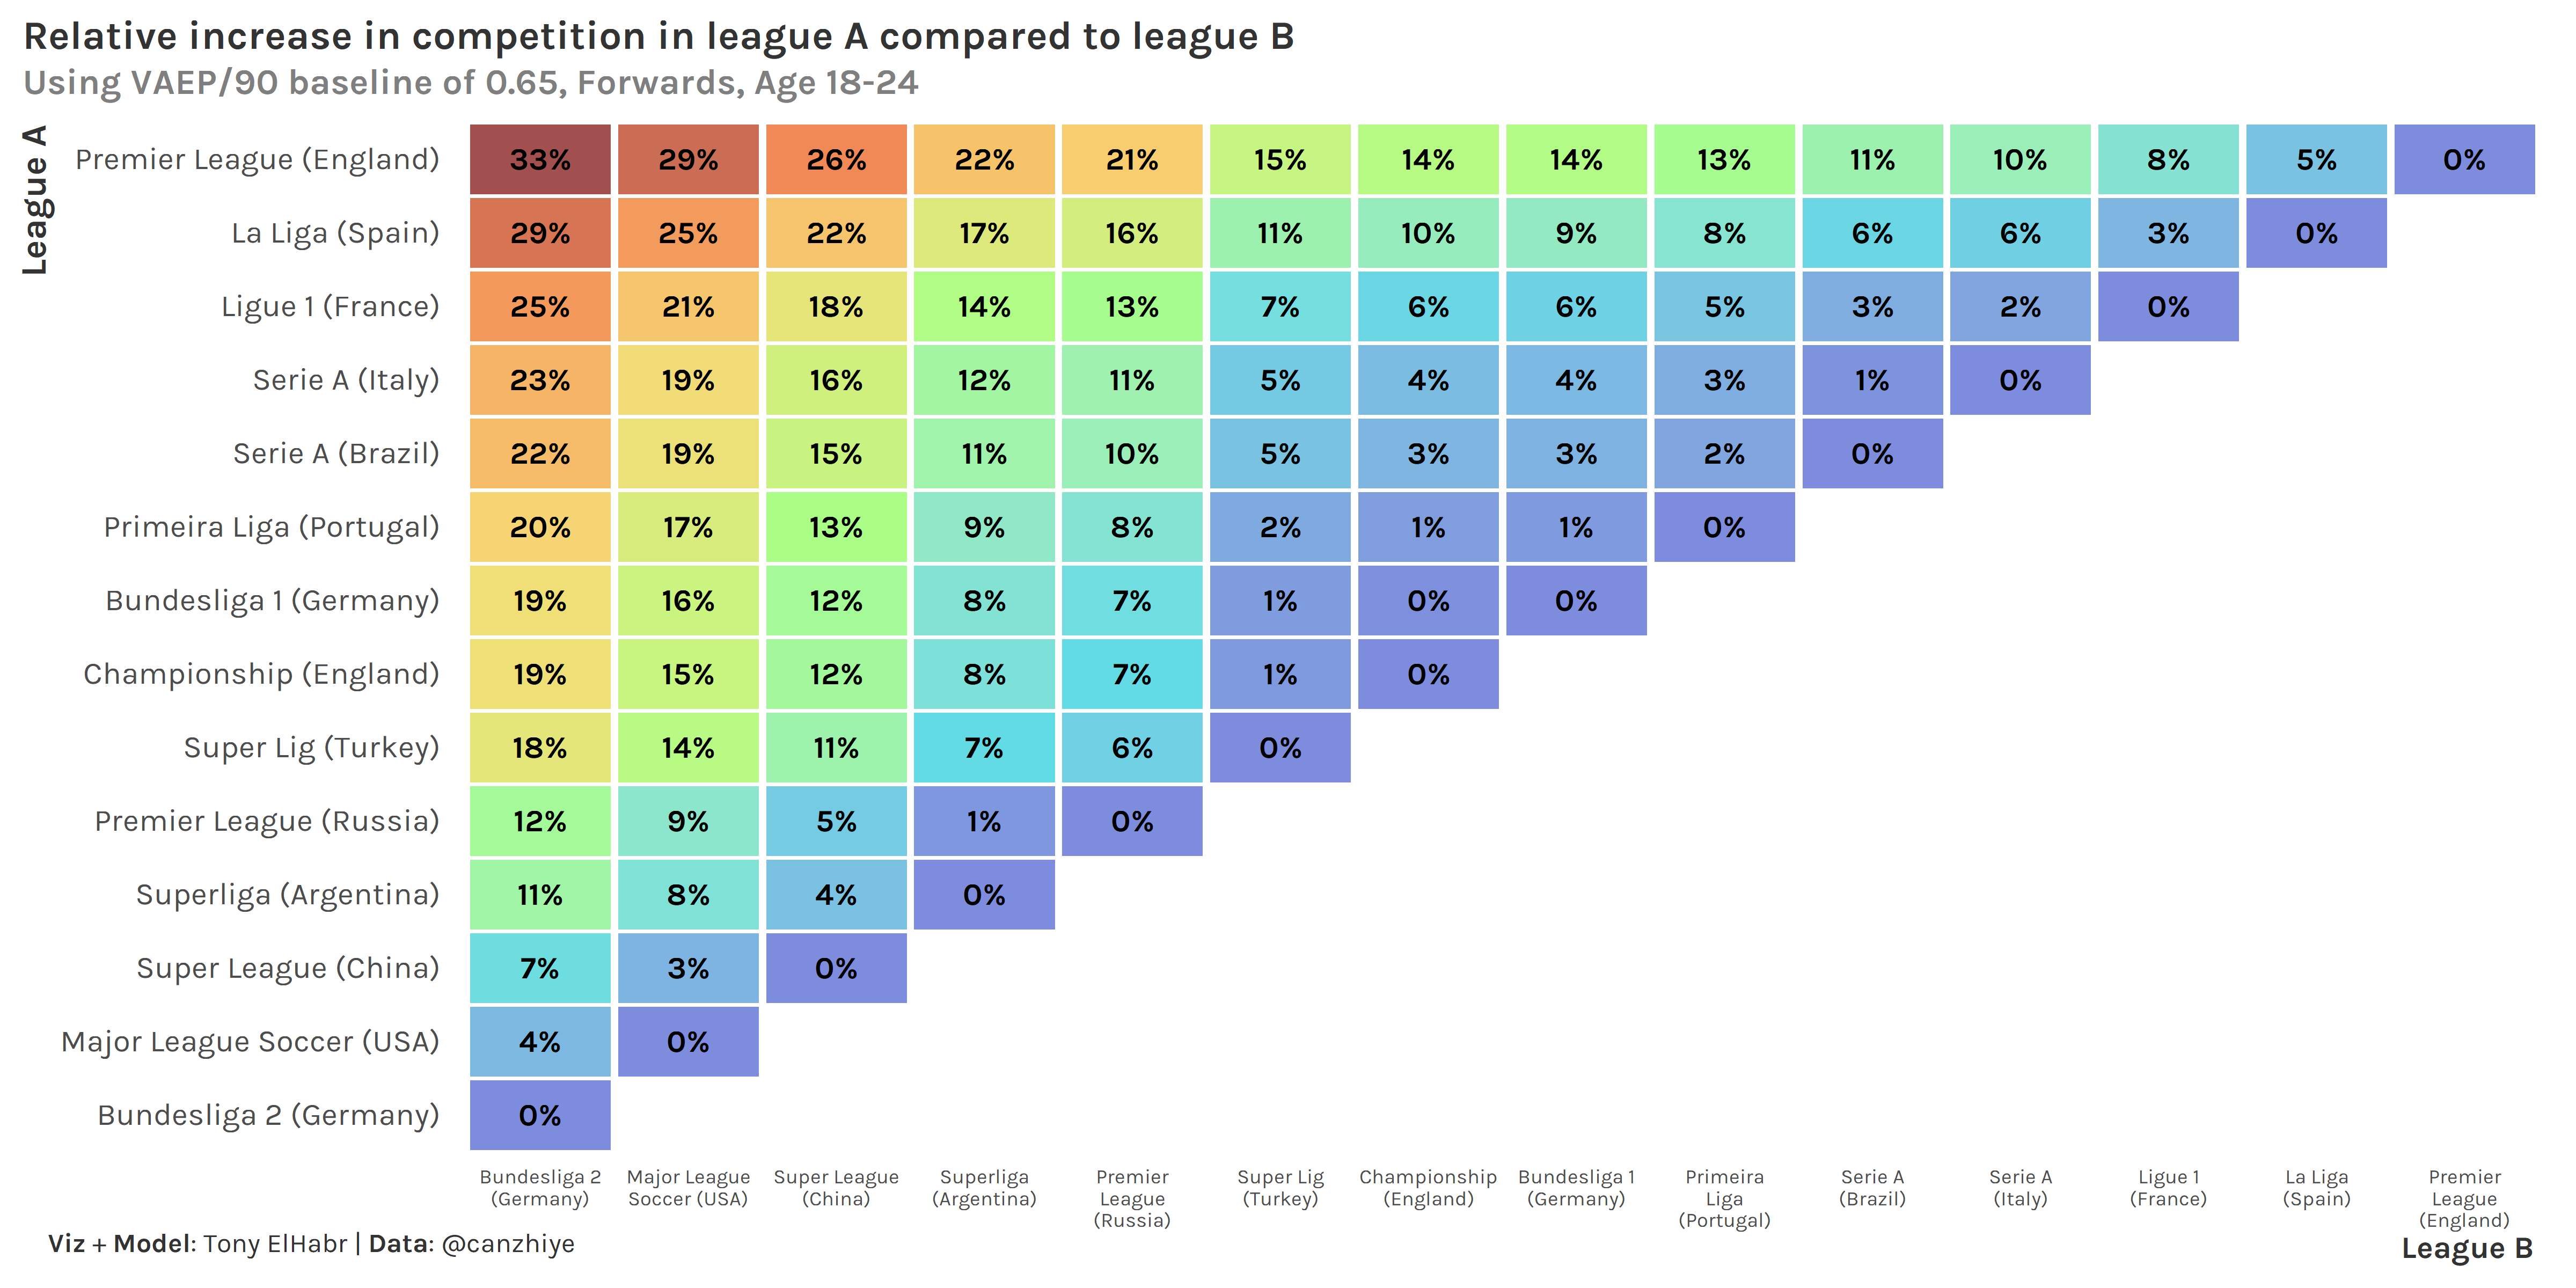 Relative increase in competition in league A compared to league B
Using VAEP/90 baseline of 0.65, Forwards, Age 18-24
League A
Premier League (England) 33% 29% 26% 22% 21% 15% 14% 14% 13% 11% 10% 8% 5% 0%
La Liga (Spain) 29% 25% 22% 17% 16% 11% 10% 9% 8% 6% 6% 3% 0%
Ligue 1 (France) 25% 21% 18% 14% 13% 7% 6% 6% 5% 3% 2% 0%
Serie A (Italy) 23% 19% 16% 12% 11% 5% 4% 4% 3% 1% 0%
Serie A (Brazil) 22% 19% 15% 11% 10% 5% 3% 3% 2% 0%
Primeira Liga (Portugal) 20% 17% 13% 9% 8% 2% 1% 1% 0%
Bundesliga 1 (Germany) 19% 16% 12% 8% 7% 1% 0% 0%
Championship (England) 19% 15% 12% 8% 7% 1% 0%
Super Lig (Turkey) 18% 14% 11% 7% 6% 0%
Premier League (Russia) 12% 9% 5% 1% 0%
Superliga (Argentina) 11% 8% 4% 0%
Super League (China) 7% 3% 0%
Major League Soccer (USA) 4% 0%
Bundesliga 2 (Germany) 0%
Bundesliga 2
(Germany)
Major League
Soccer (USA)
Super League
(China)
Superliga
(Argentina)
Premier
League
(Russia)
Super Lig
(Turkey)
Championship
(England)
Bundesliga 1
(Germany)
Primeira
Liga
(Portugal)
Serie A
(Brazil)
Serie A
(Italy)
Ligue 1
(France)
La Liga
(Spain)
Premier
League
(England)
League B
Viz + Model: Tony ElHabr | Data: @canzhiye